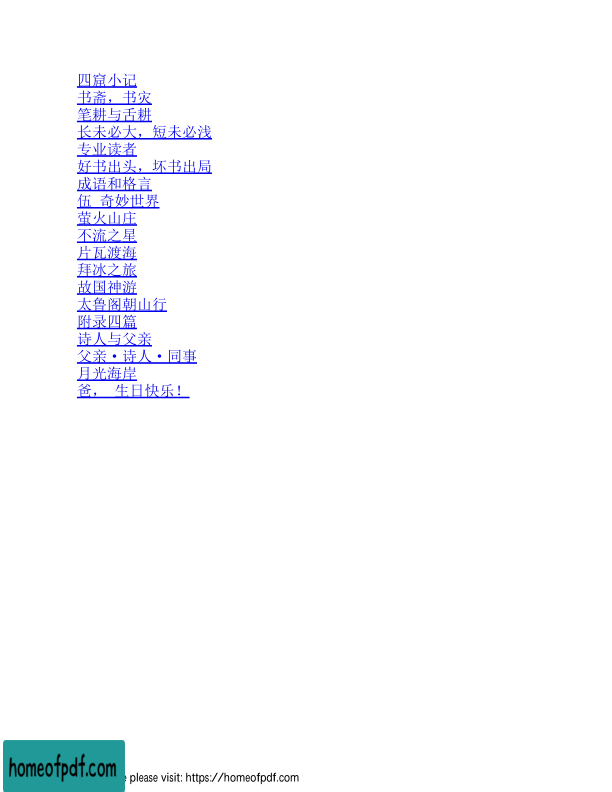 四窟小记
书斋，书灾
笔耕与舌耕
长未必大，短未必浅
专业读者
好书出头，坏书出局
成语和格言
伍 奇妙世界
萤火山庄
不流之星
片瓦渡海
拜冰之旅
故国神游
太鲁阁朝山行
附录四篇
诗人与父亲
父亲·诗人·同事
月光海岸
爸， 生日快乐！
homeofpdf.com
e please visit: https://homeofpdf.com